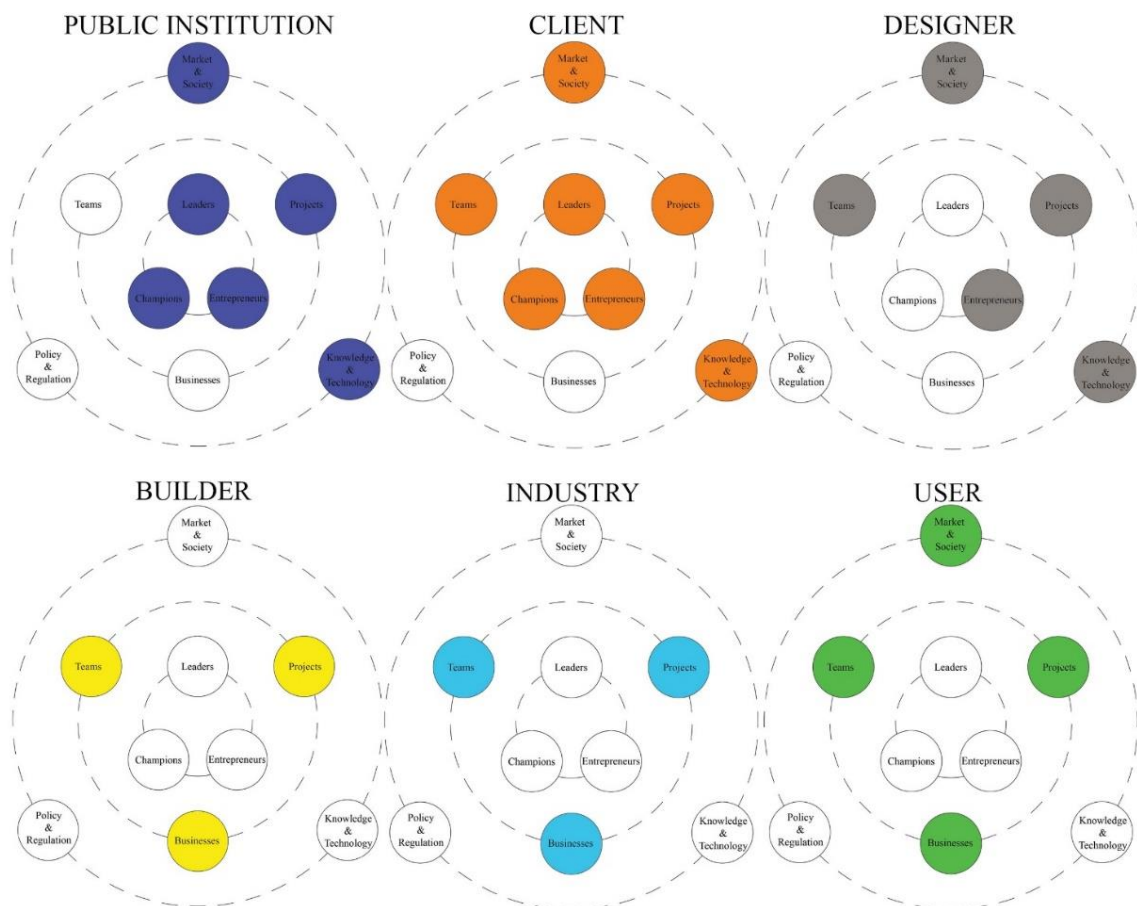 PUBLIC INSTITUTION
Market
&
Society
Teams
Leaders
Projects
Champions
Entrepreneurs
Policy
&
Regulation
Businesses
Knowledge
&
Technology
CLIENT
Market
&
Society
Teams
Leaders
Projects
Champions
Entrepreneurs
Policy
&
Regulation
Businesses
Knowledge
&
Technology
DESIGNER
Market
&
Society
Teams
Leaders
Projects
Champions
Entrepreneurs
Policy
&
Regulation
Businesses
Knowledge
&
Technology
BUILDER
Market
&
Society
Teams
Leaders
Projects
Champions
Entrepreneurs
Policy
&
Regulation
Businesses
Knowledge
&
Technology
INDUSTRY
Market
&
Society
Teams
Leaders
Projects
Champions
Entrepreneurs
Policy
&
Regulation
Businesses
Knowledge
&
Technology
USER
Market
&
Society
Teams
Leaders
Projects
Champions
Entrepreneurs
Policy
&
Regulation
Businesses
Knowledge
&
Technology